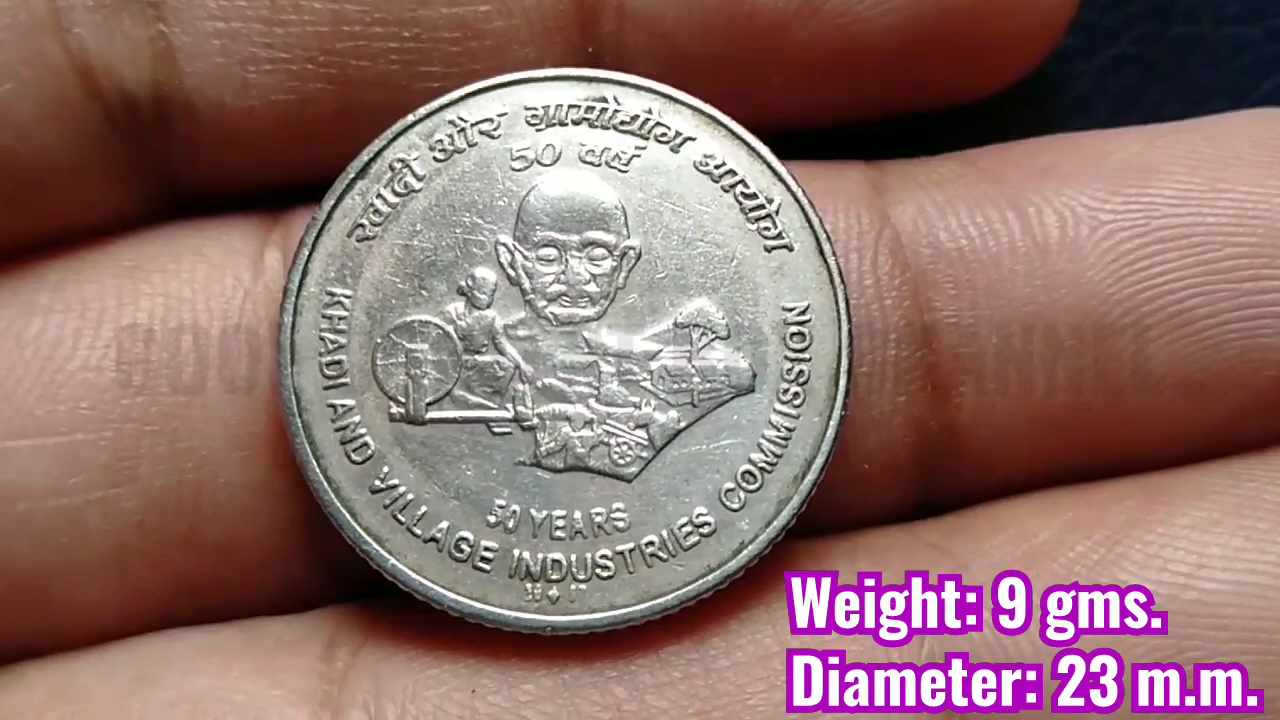 खादी और ग्रामोद्योग आयोग
50 वर्ष
50 YEARS
KHADI AND VILLAGE INDUSTRIES COMMISSION
Weight: 9 gms.
Diameter: 23 m.m.